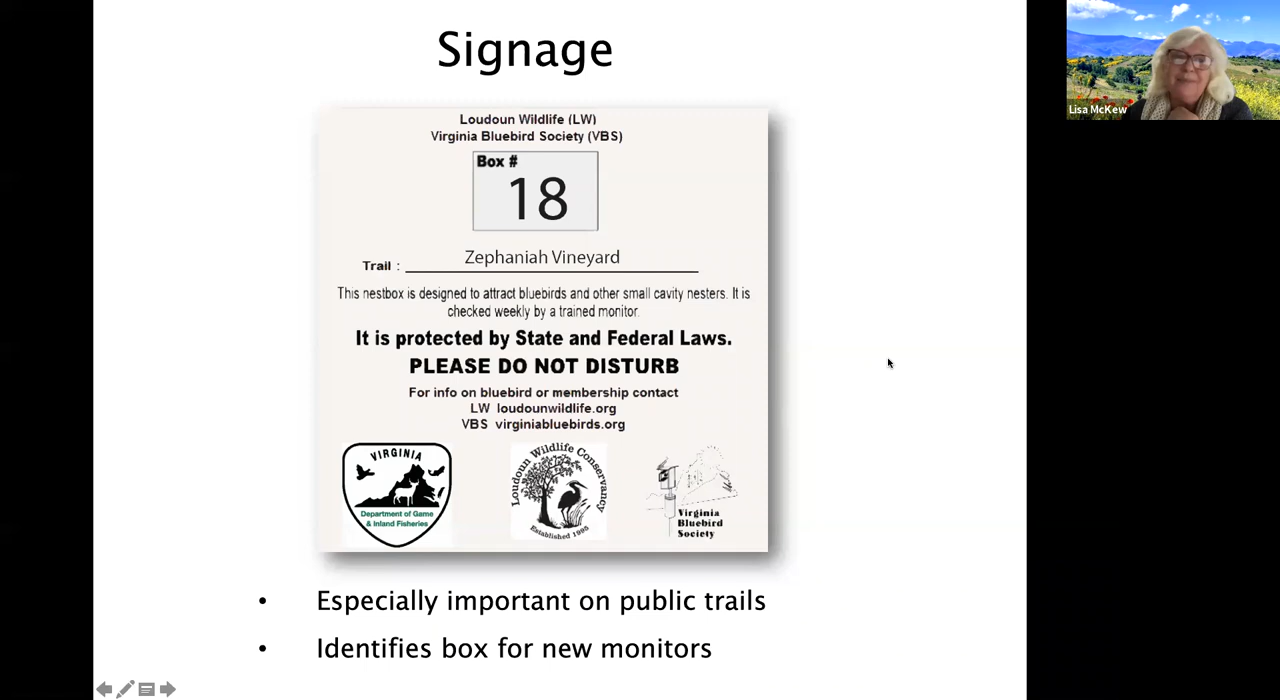 Signage
Loudoun Wildlife (LW)
Virginia Bluebird Society (VBS)
Box #
18
Trail : Zephaniah Vineyard
This nestbox is designed to attract bluebirds and other small cavity nesters. It is
checked weekly by a trained monitor.
It is protected by State and Federal Laws.
PLEASE DO NOT DISTURB
For info on bluebird or membership contact
LW loudounwildlife.org
VBS virginiabluebirds.org
VIRGINIA
Department of Game
& Inland Fisheries
Loudoun Wildlife Conservancy
Established 1995
Virginia
Bluebird
Society
• Especially important on public trails
• Identifies box for new monitors
Lisa McKew